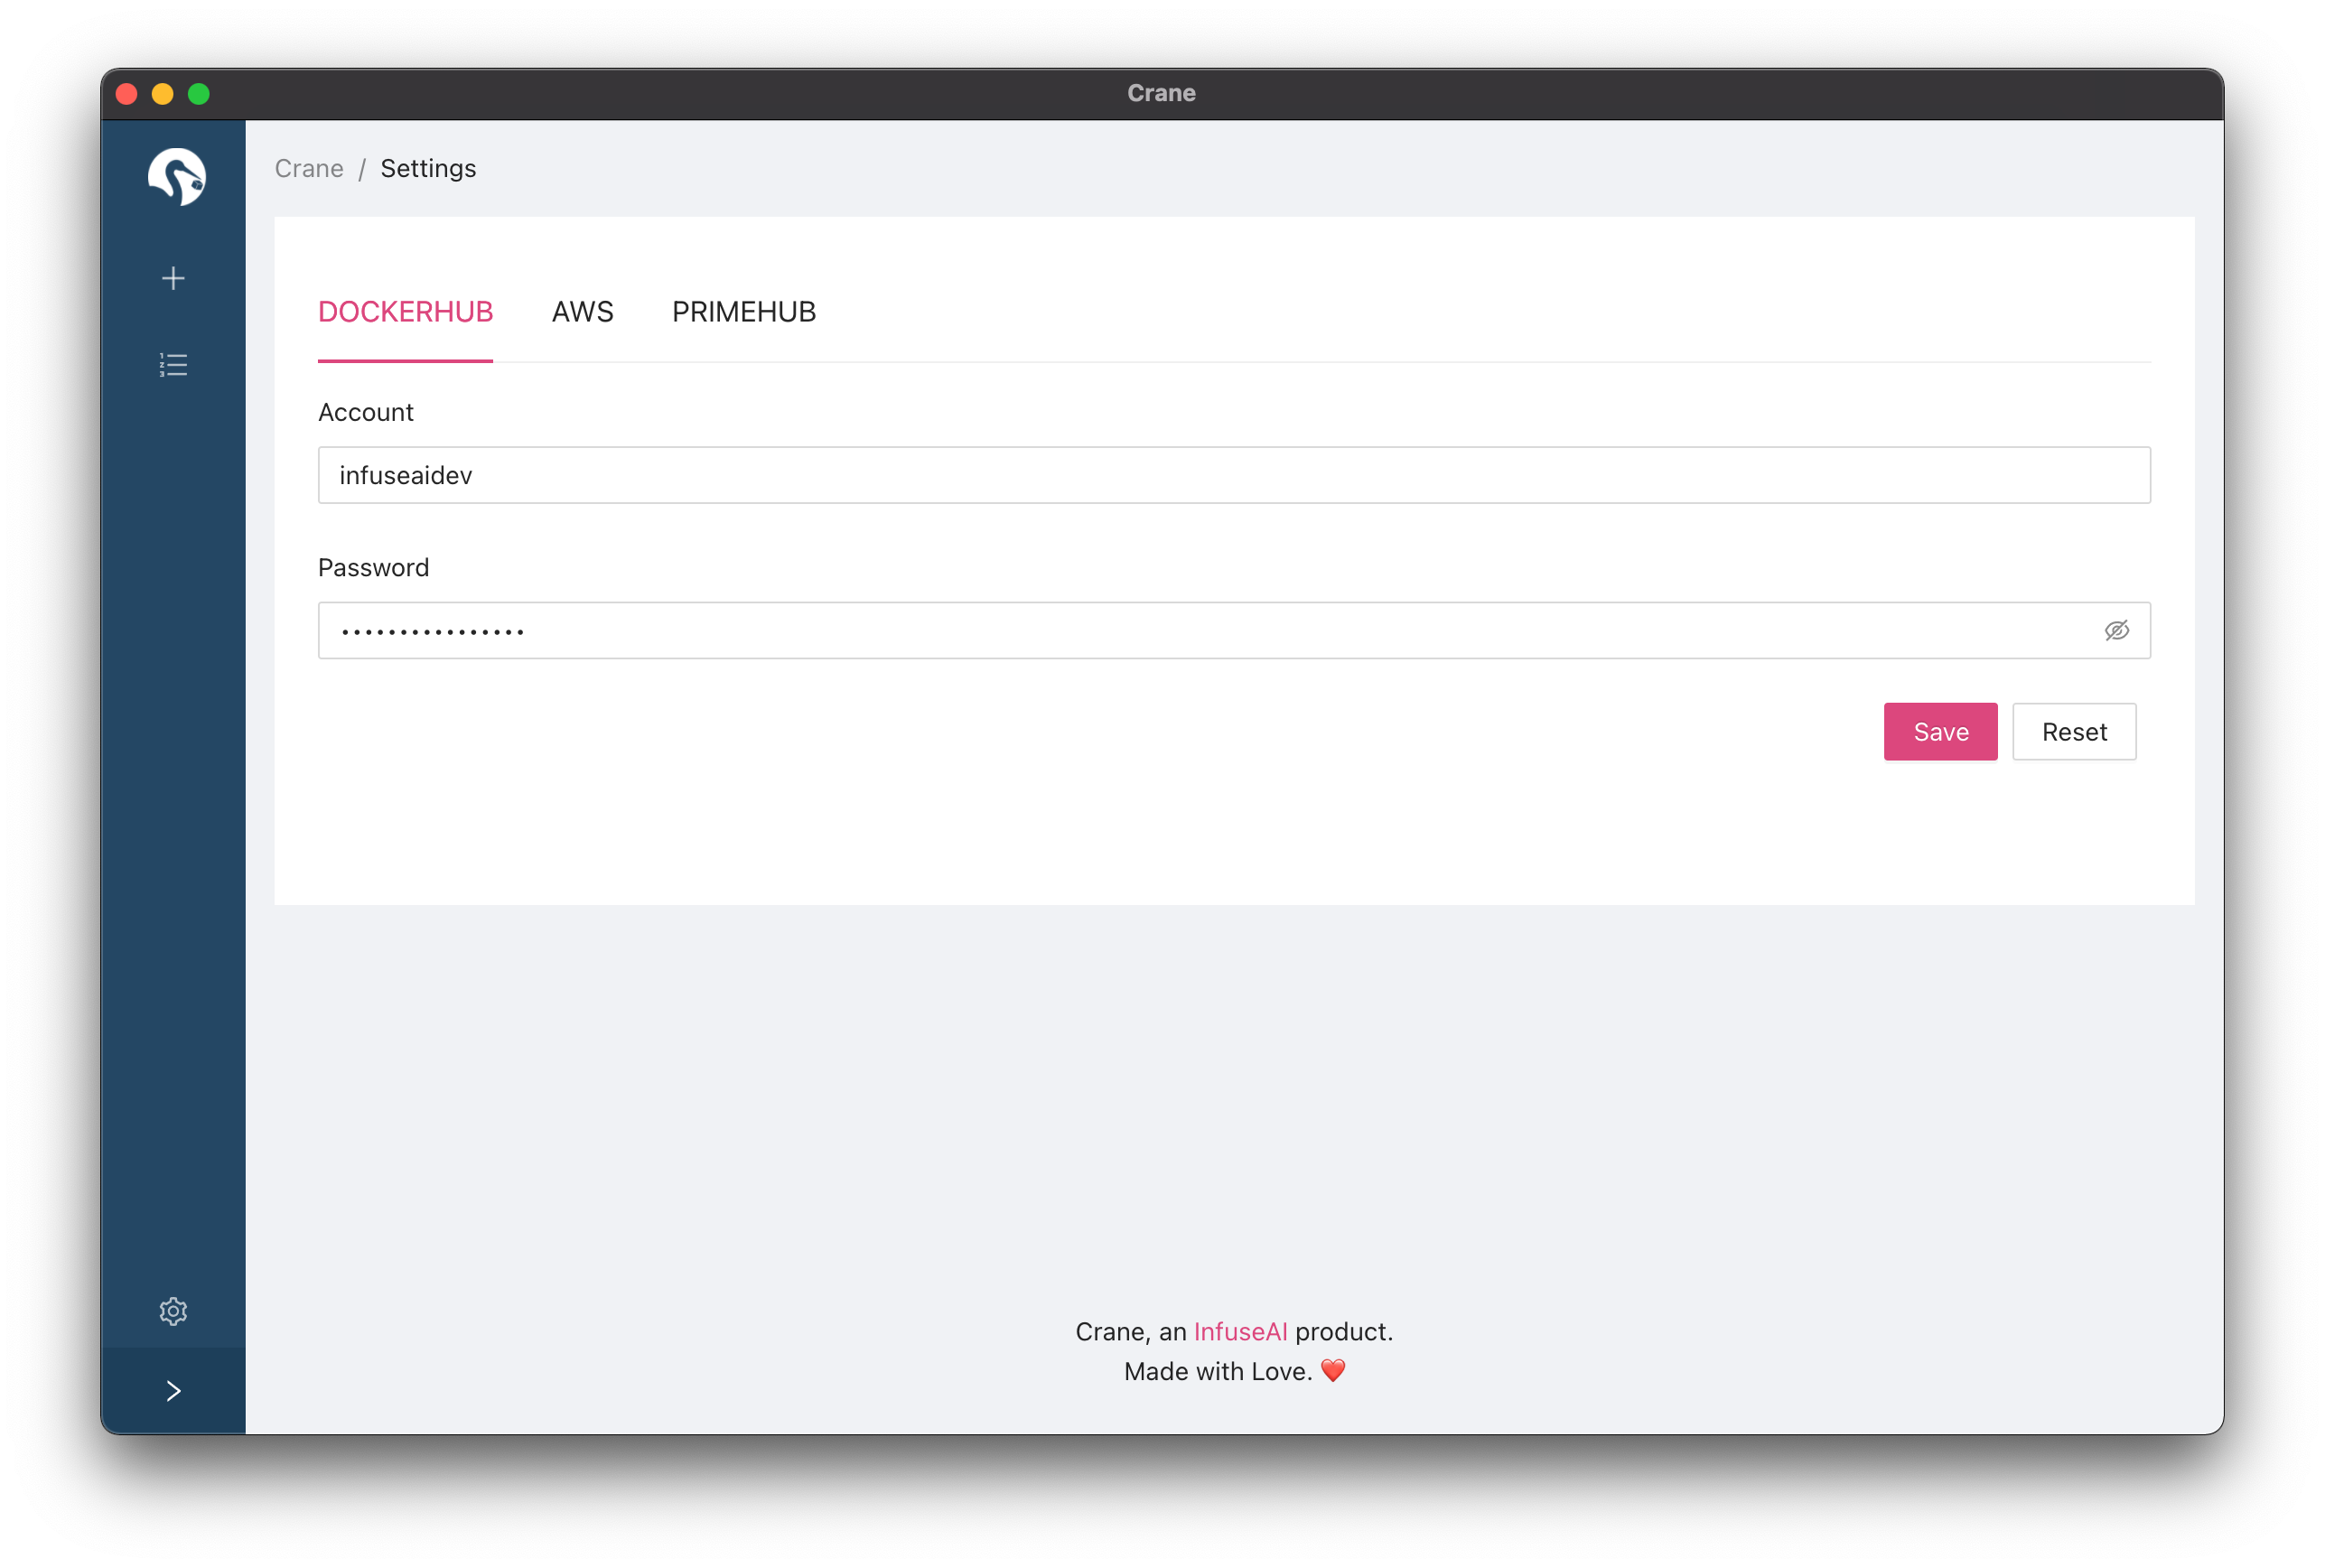 Crane
Crane / Settings
DOCKERHUB AWS PRIMEHUB
Account
infuseaidev
Password
••••••••••••••••
Save Reset
Crane, an InfuseAI product.
Made with Love. ❤️